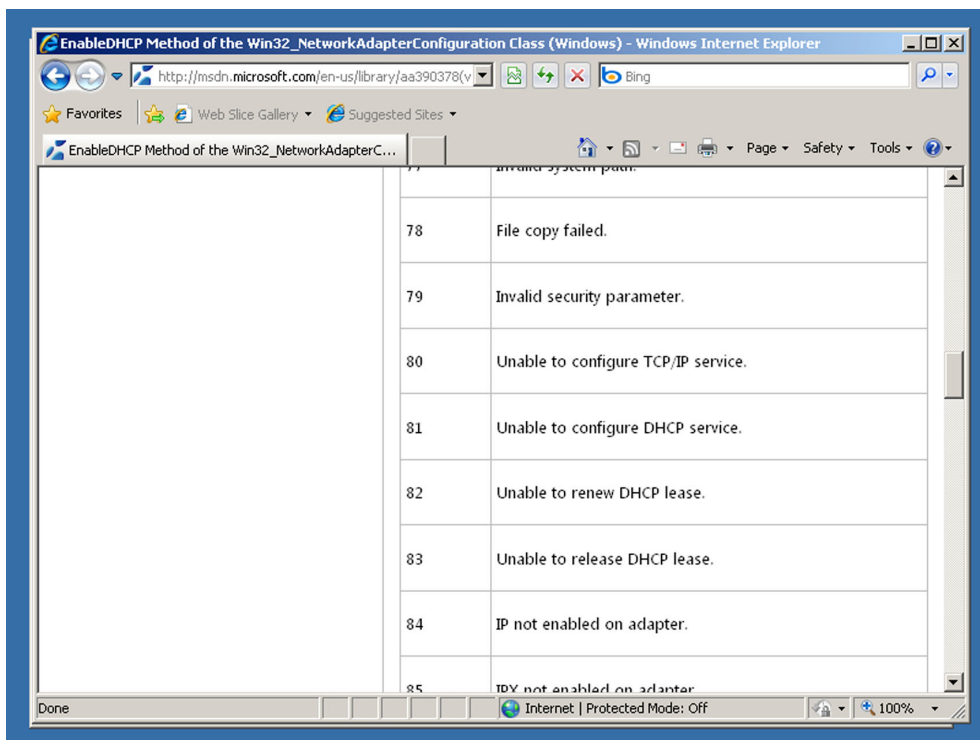 EnableDHCP Method of the Win32_NetworkAdapterConfiguration Class (Windows) - Windows Internet Explorer
http://msdn.microsoft.com/en-us/library/aa390378(v
Bing
Favorites Web Slice Gallery Suggested Sites
EnableDHCP Method of the Win32_NetworkAdapterC...
Page Safety Tools
77 Invalid system path.
78 File copy failed.
79 Invalid security parameter.
80 Unable to configure TCP/IP service.
81 Unable to configure DHCP service.
82 Unable to renew DHCP lease.
83 Unable to release DHCP lease.
84 IP not enabled on adapter.
85 IPX not enabled on adapter
Done Internet | Protected Mode: Off 100%